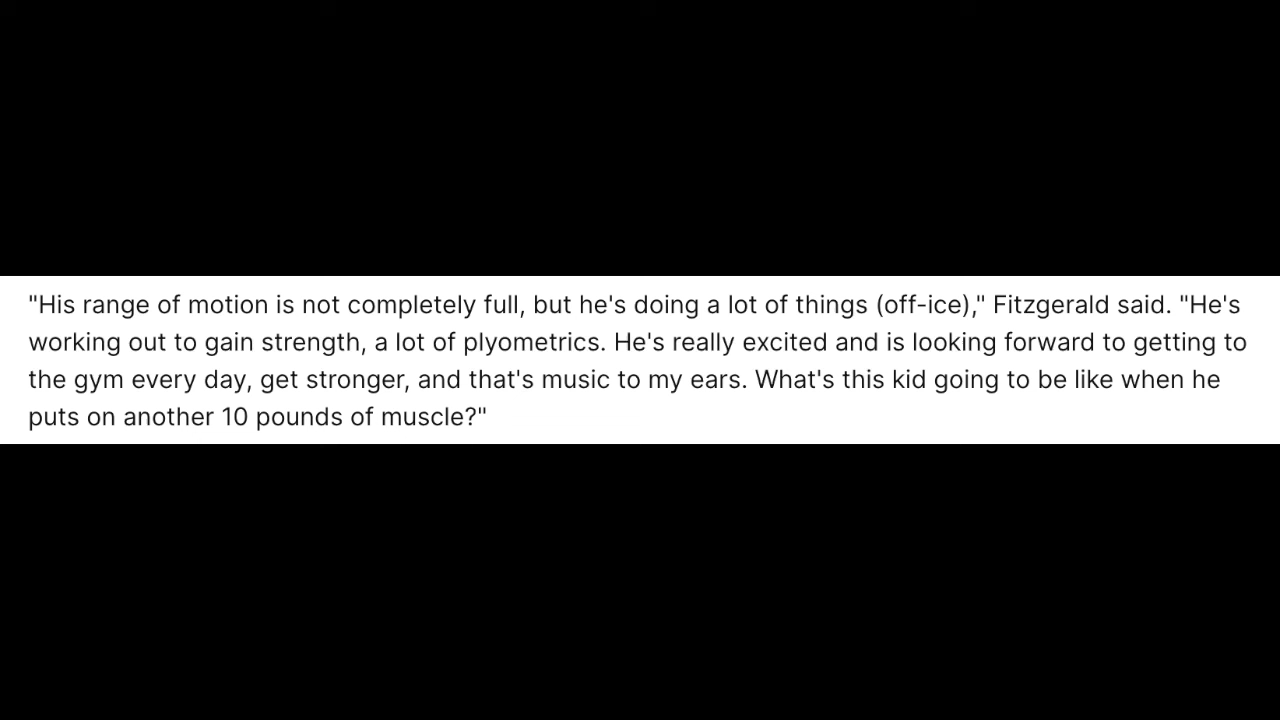 "His range of motion is not completely full, but he's doing a lot of things (off-ice)," Fitzgerald said. "He's
working out to gain strength, a lot of plyometrics. He's really excited and is looking forward to getting to
the gym every day, get stronger, and that's music to my ears. What's this kid going to be like when he
puts on another 10 pounds of muscle?"